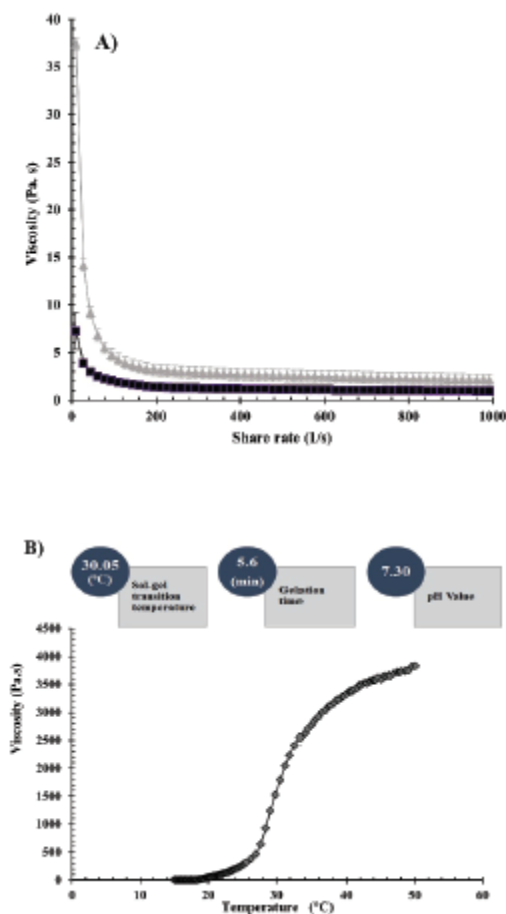 A)
40
35
30
25
20
15
10
5
0
Viscosity (Pa. s)
0 200 400 600 800 1000
Share rate (1/s)
B)
30.05
(°C)
Sol-gel
transition
temperature
5.6
(min)
Gelation
time
7.30
pH Value
4500
4000
3500
3000
2500
2000
1500
1000
500
0
Viscosity (Pa.s)
0 10 20 30 40 50 60
Temperature (°C)